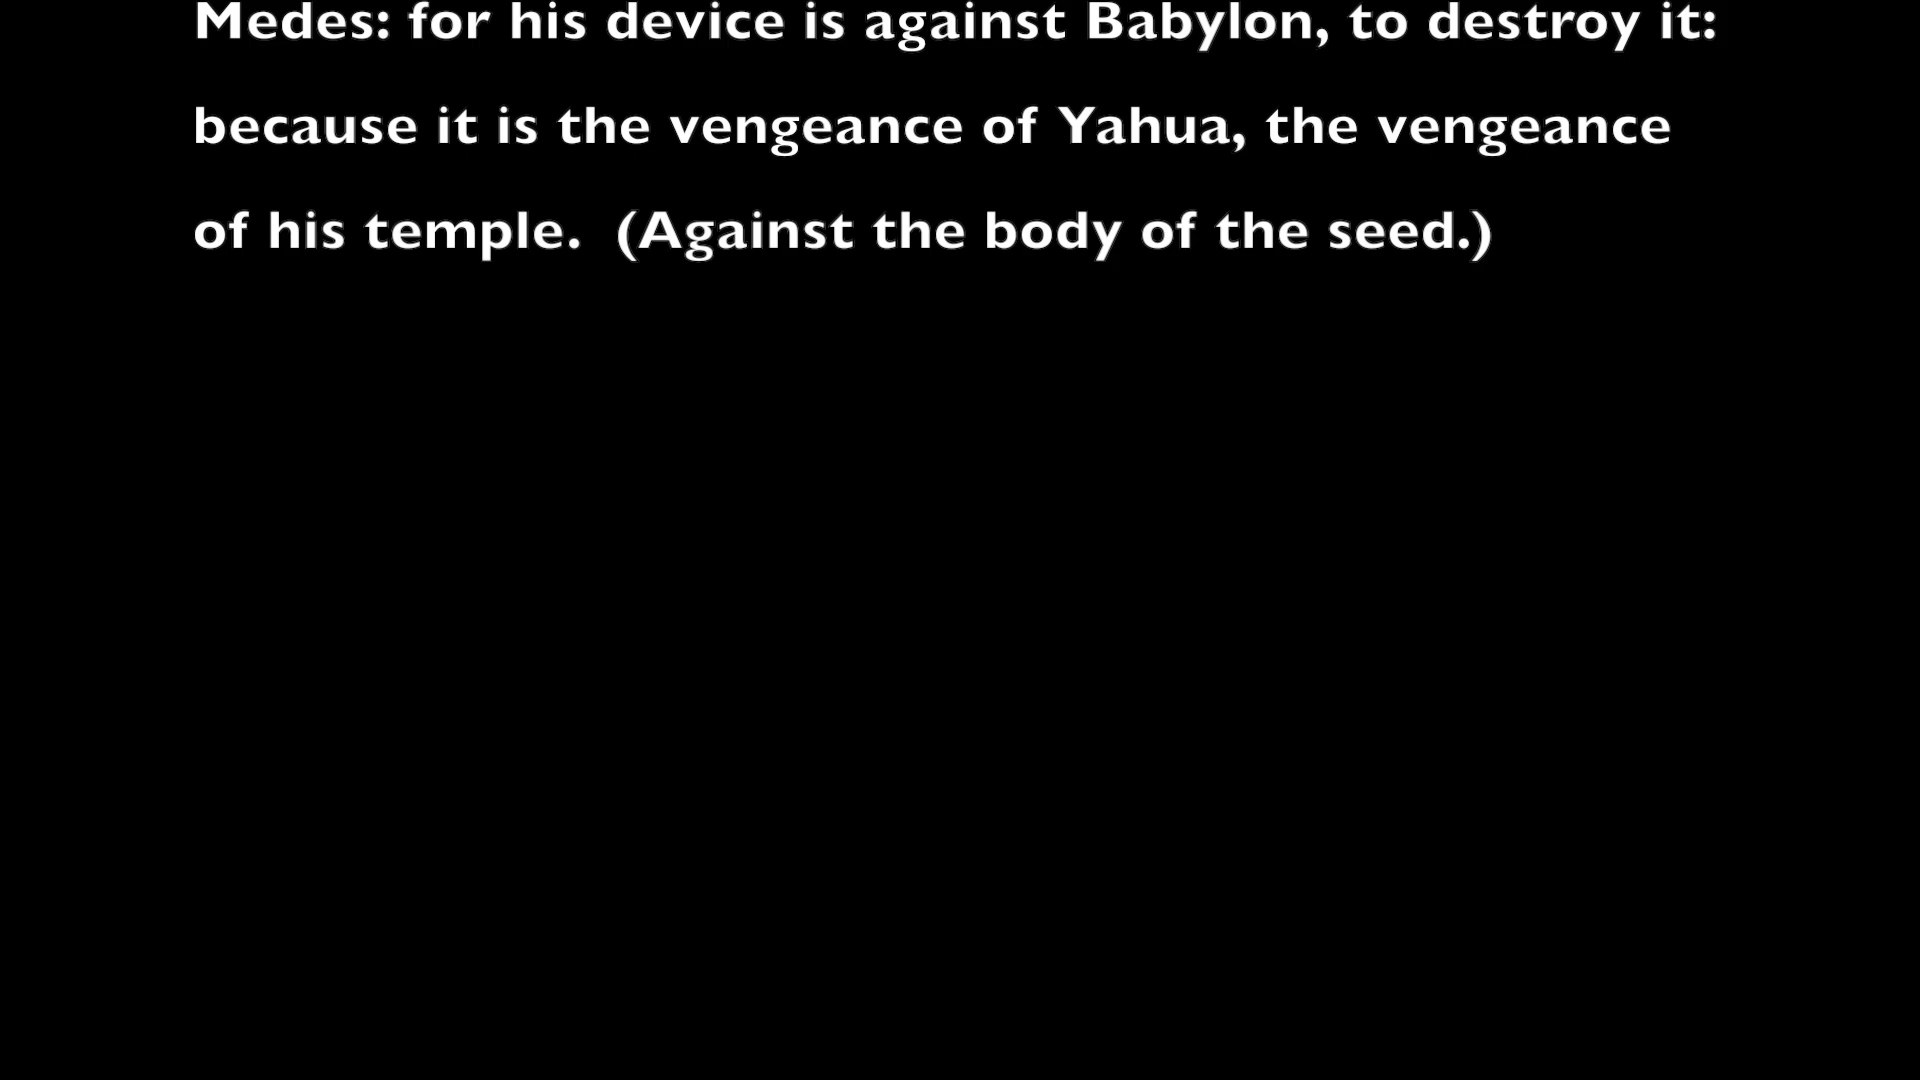 Medes: for his device is against Babylon, to destroy it:
because it is the vengeance of Yahua, the vengeance
of his temple.  (Against the body of the seed.)